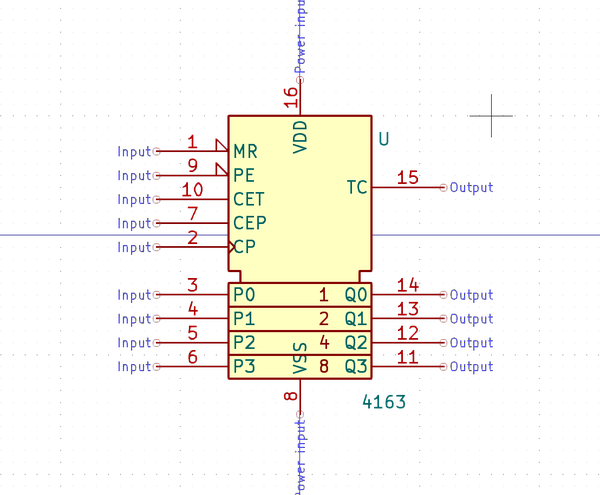 Power input
16
VDD
U
Input 1 MR
Input 9 PE
TC 15 Output
Input 10 CET
Input 7 CEP
Input 2 CP
Input 3 P0 1 Q0 14 Output
Input 4 P1 2 Q1 13 Output
Input 5 P2 4 Q2 12 Output
Input 6 P3 8 Q3 11 Output
VSS
8
4163
Power input